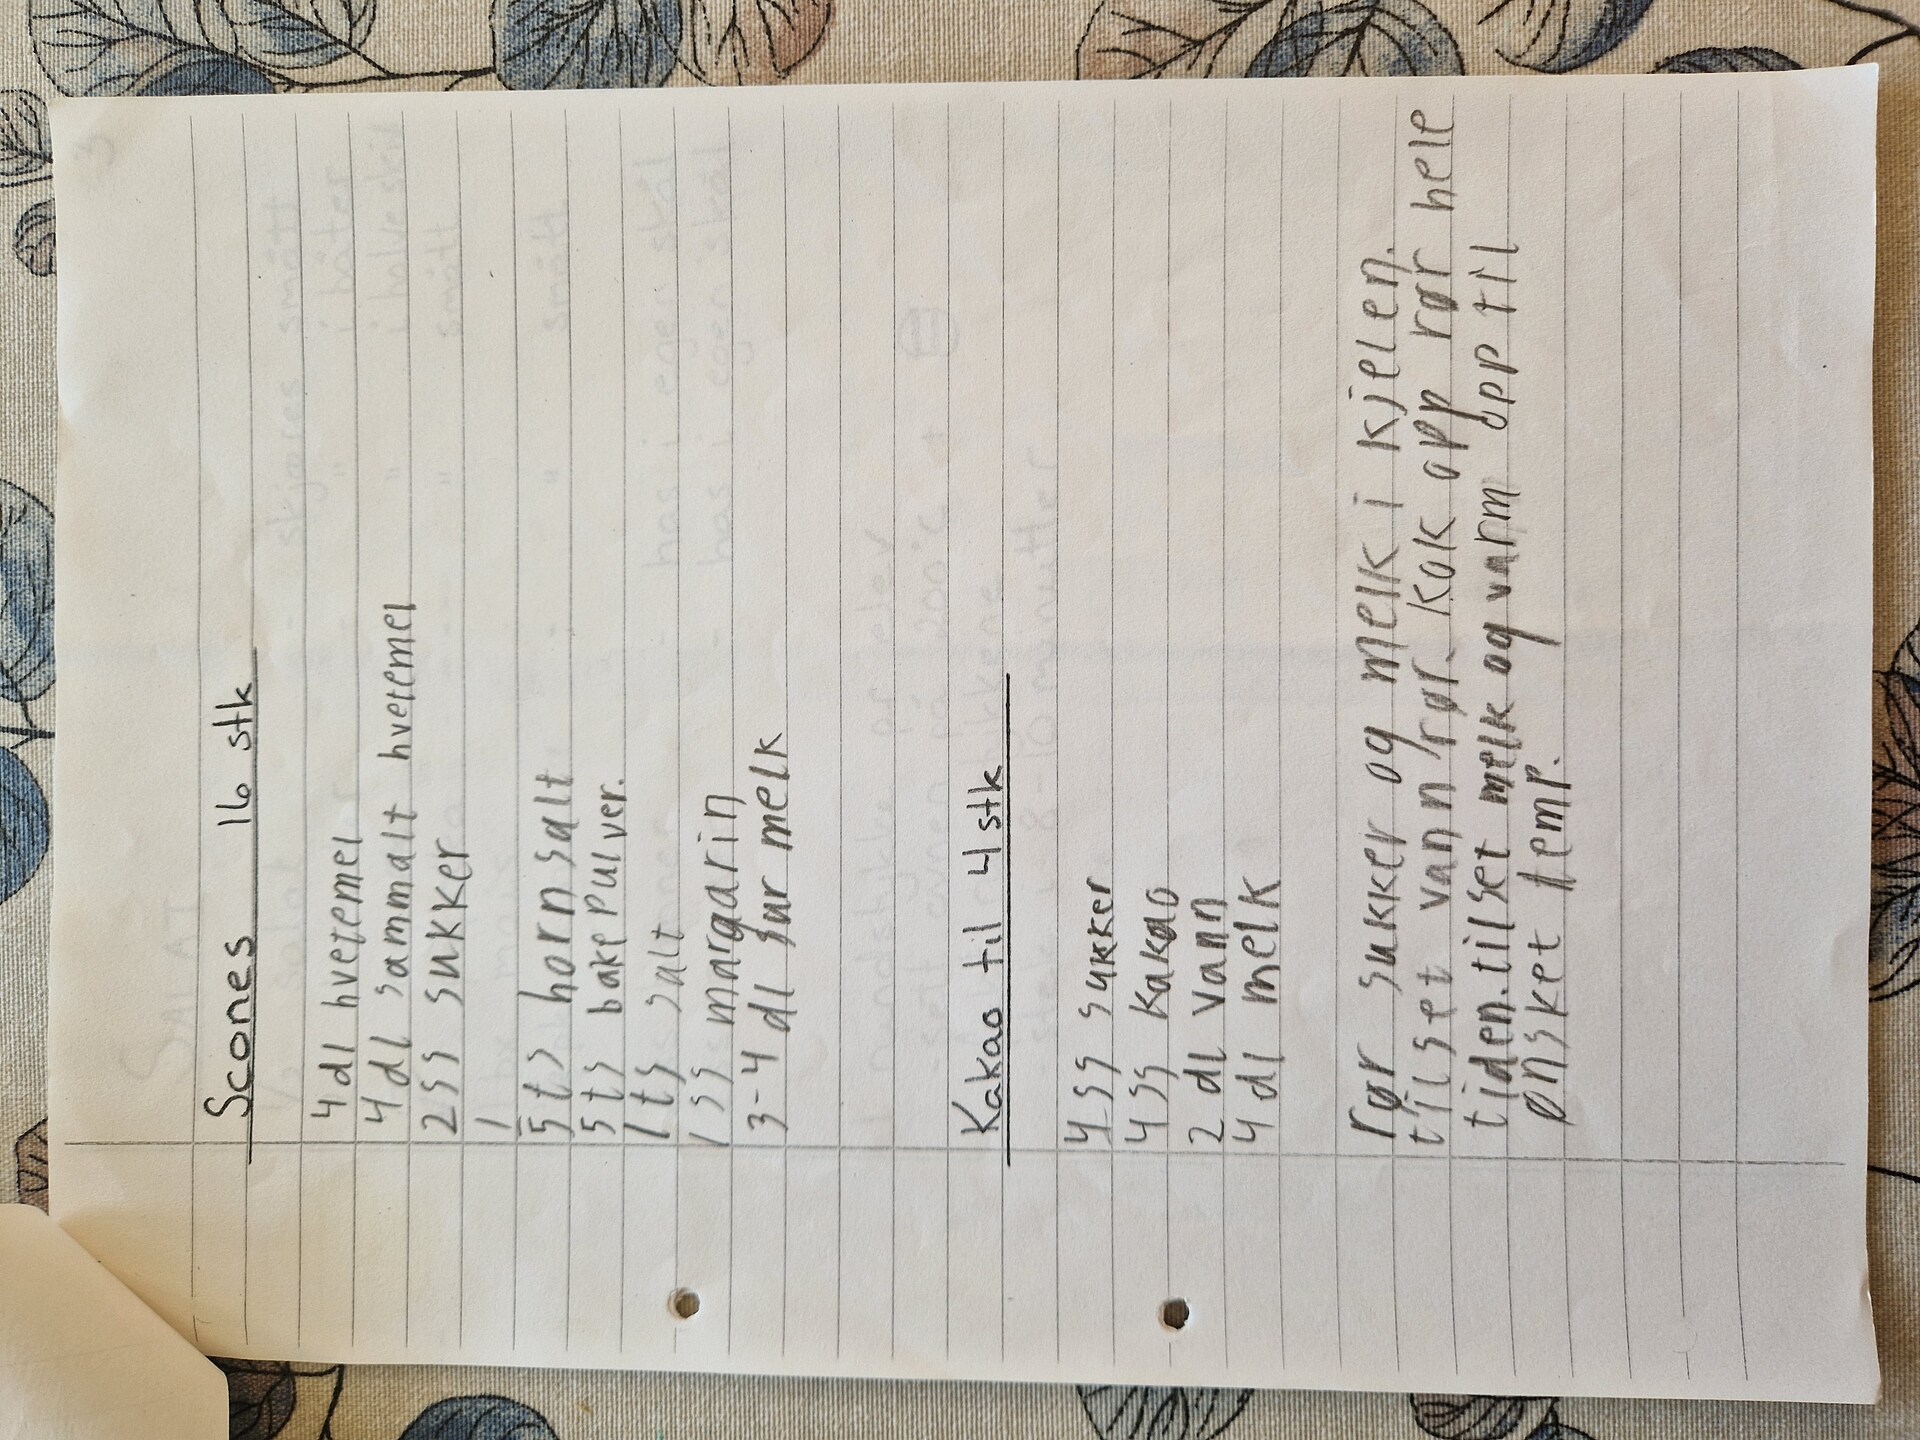 Scones 16 stk
4 dl hvetemel
4 dl sammalt hvetemel
2 ss sukker
1
5 ts hornsalt
5 ts bakepulver.
1 ts salt
1 ss margarin
3-4 dl sur melk
Kakao til 4 stk
4 ss sukker
4 ss kakao
2 dl vann
4 dl melk
rør sukker og melk i kjelen.
tilset vann rør. kok opp rør hele
tiden. tilset melk og varm opp til
ønsket temp.